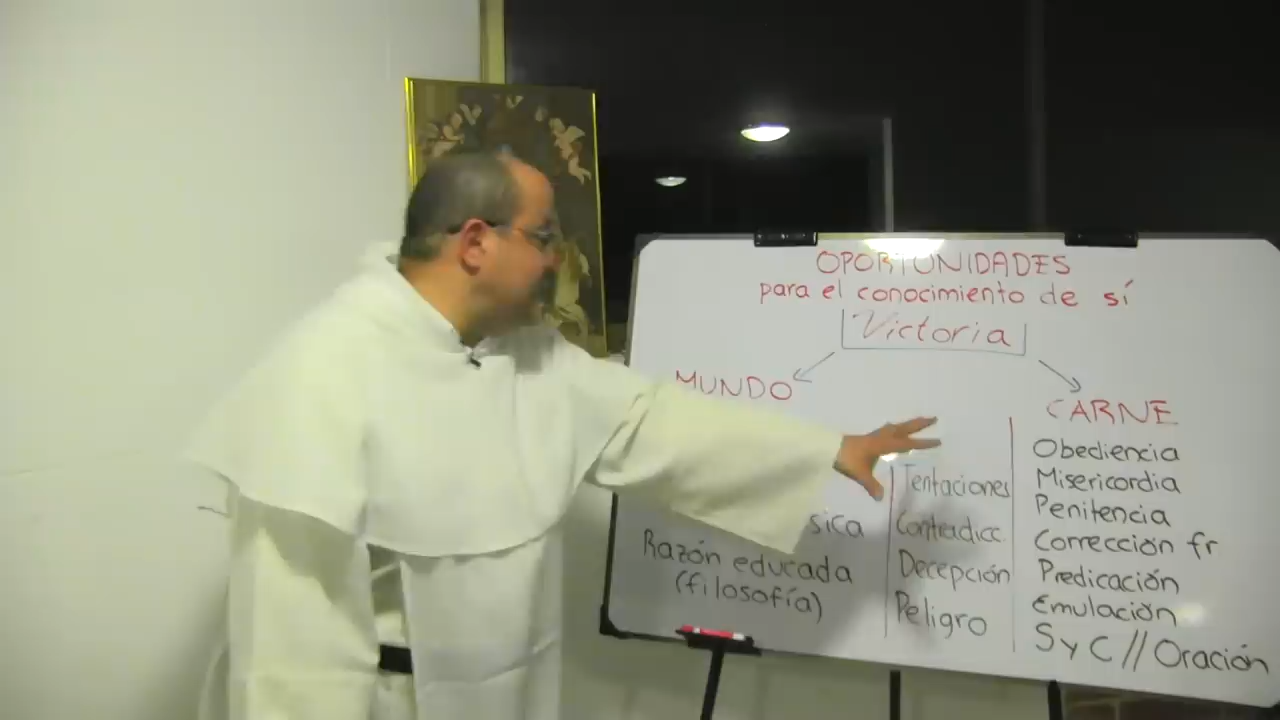 OPORTUNIDADES
para el conocimiento de sí
Victoria
MUNDO
sica
Razón educada
(filosofía)
Tentaciones
Contradicc.
Decepción
Peligro
CARNE
Obediencia
Misericordia
Penitencia
Corrección fr
Predicación
Emulación
S y C // Oración